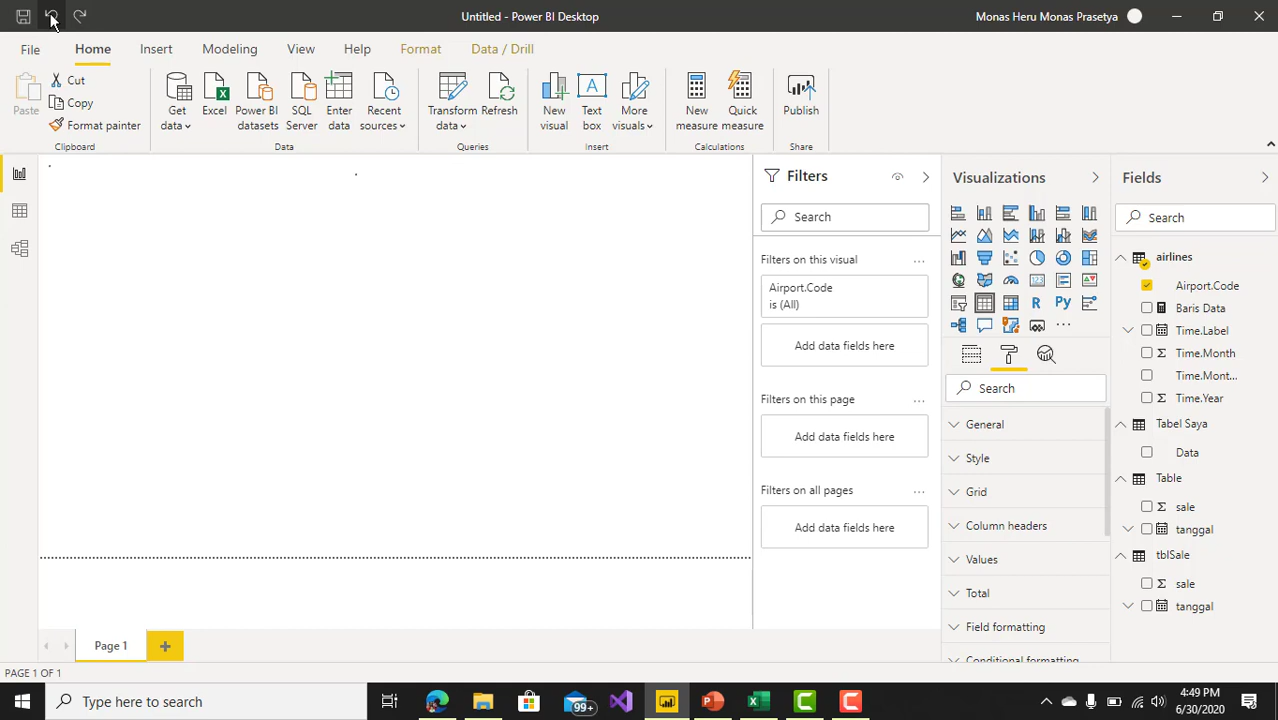 Untitled - Power BI Desktop
Monas Heru Monas Prasetya
File
Home
Insert
Modeling
View
Help
Format
Data / Drill
Paste
Cut
Copy
Format painter
Clipboard
Get
data
Excel
Power BI
datasets
SQL
Server
Enter
data
Recent
sources
Data
Transform
data
Refresh
Queries
New
visual
Text
box
More
visuals
Insert
New
measure
Quick
measure
Calculations
Publish
Share
Filters
Search
Filters on this visual
...
Airport.Code
is (All)
Add data fields here
Filters on this page
...
Add data fields here
Filters on all pages
...
Add data fields here
Visualizations
R
Py
...
Search
General
Style
Grid
Column headers
Values
Total
Field formatting
Conditional formatting
Fields
Search
airlines
Airport.Code
Baris Data
Time.Label
Time.Month
Time.Mont...
Time.Year
Tabel Saya
Data
Table
sale
tanggal
tblSale
sale
tanggal
Page 1
PAGE 1 OF 1
Type here to search
99+
4:49 PM
6/30/2020